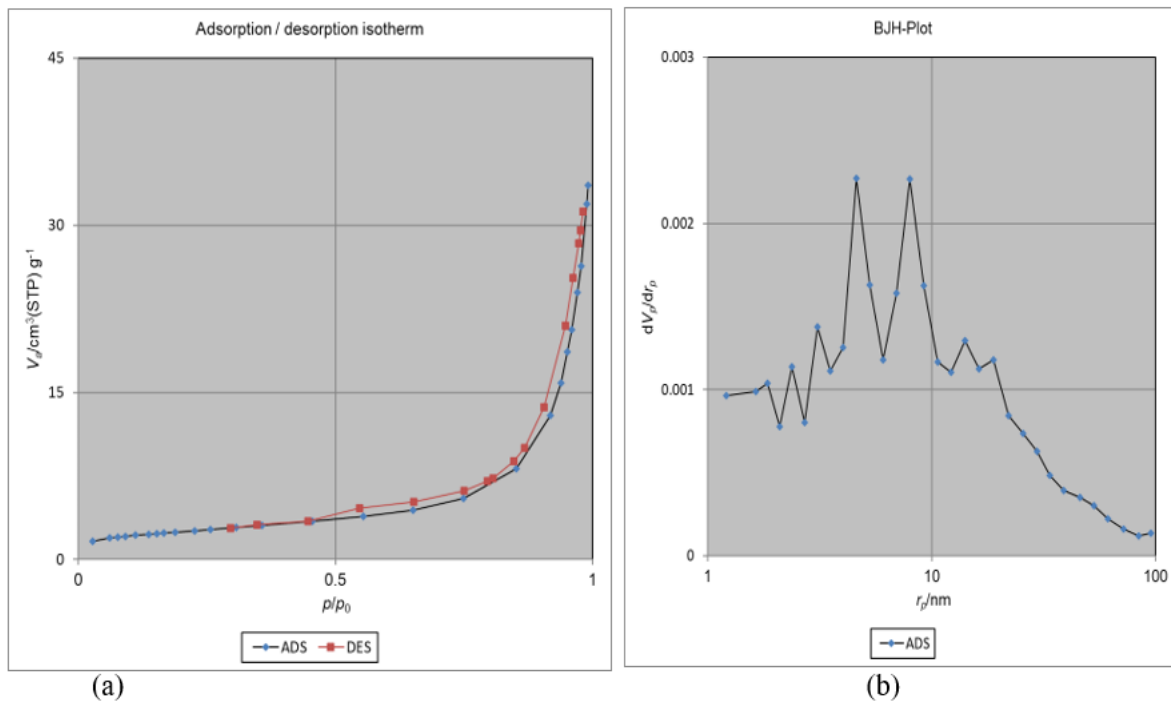 Adsorption / desorption isotherm
45
30
15
0
Va/cm³(STP) g⁻¹
0
0.5
1
p/p₀
ADS
DES
(a)
BJH-Plot
0.003
0.002
0.001
0
dVₚ/drₚ
1
10
100
rₚ/nm
ADS
(b)